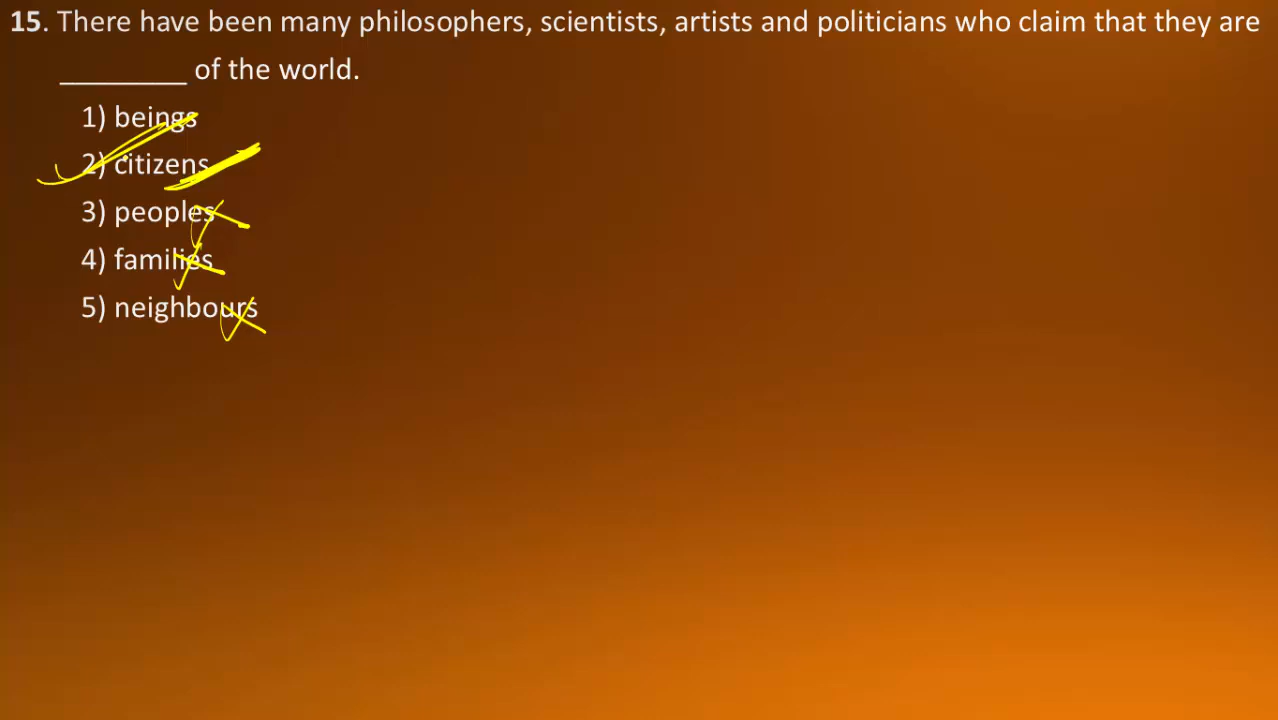 15. There have been many philosophers, scientists, artists and politicians who claim that they are
________ of the world.
1) beings
2) citizens
3) peoples
4) families
5) neighbours